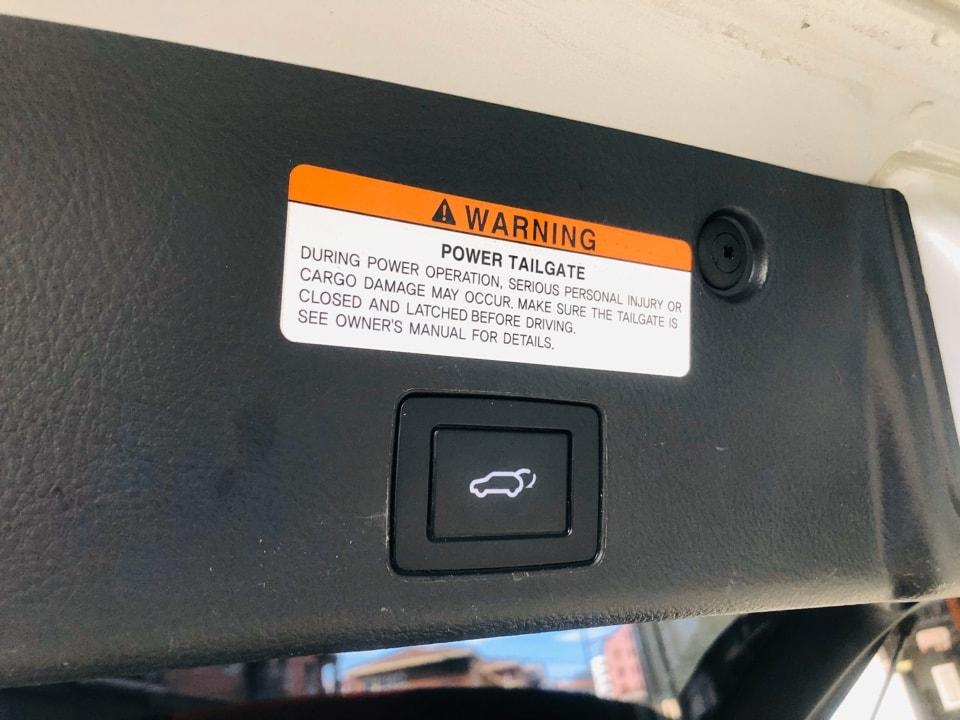 WARNING
POWER TAILGATE
DURING POWER OPERATION, SERIOUS PERSONAL INJURY OR
CARGO DAMAGE MAY OCCUR. MAKE SURE THE TAILGATE IS
CLOSED AND LATCHED BEFORE DRIVING.
SEE OWNER'S MANUAL FOR DETAILS.